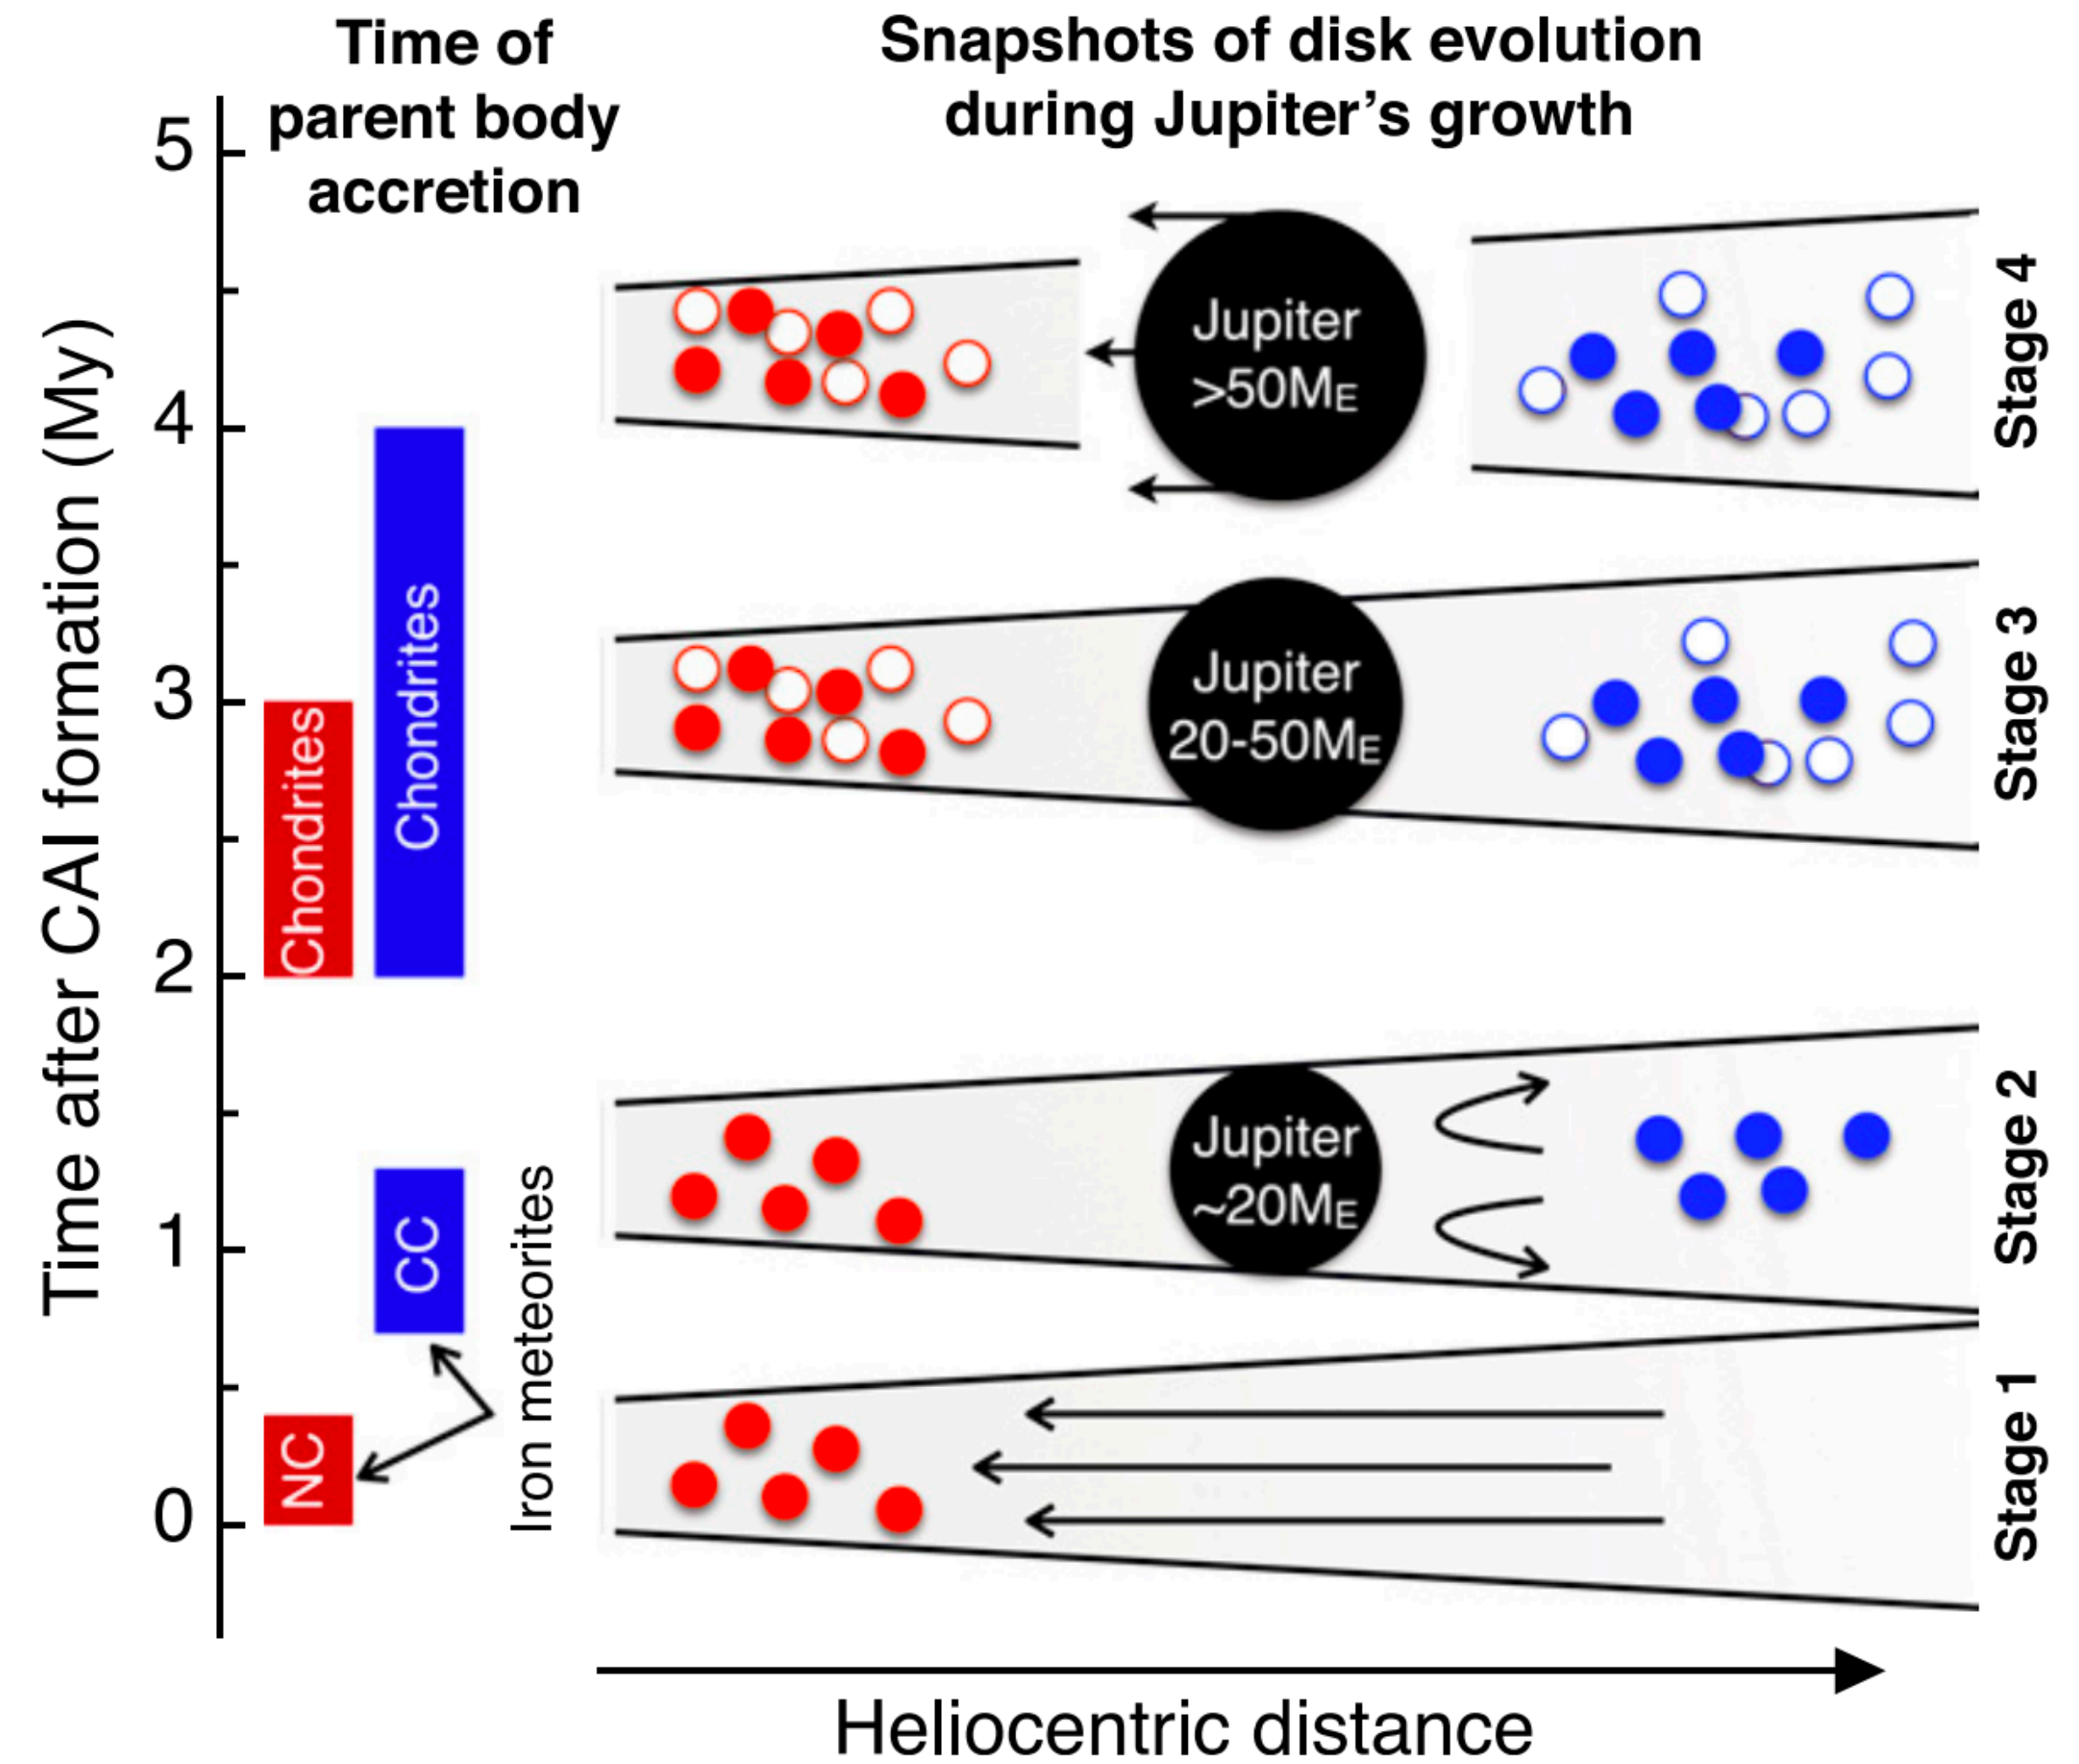 Time of
parent body
accretion
Snapshots of disk evolution
during Jupiter's growth
Time after CAI formation (My)
5
4
3
2
1
0
Chondrites
Chondrites
CC
NC
Iron meteorites
Jupiter
>50ME
Stage 4
Jupiter
20-50ME
Stage 3
Jupiter
~20ME
Stage 2
Stage 1
Heliocentric distance